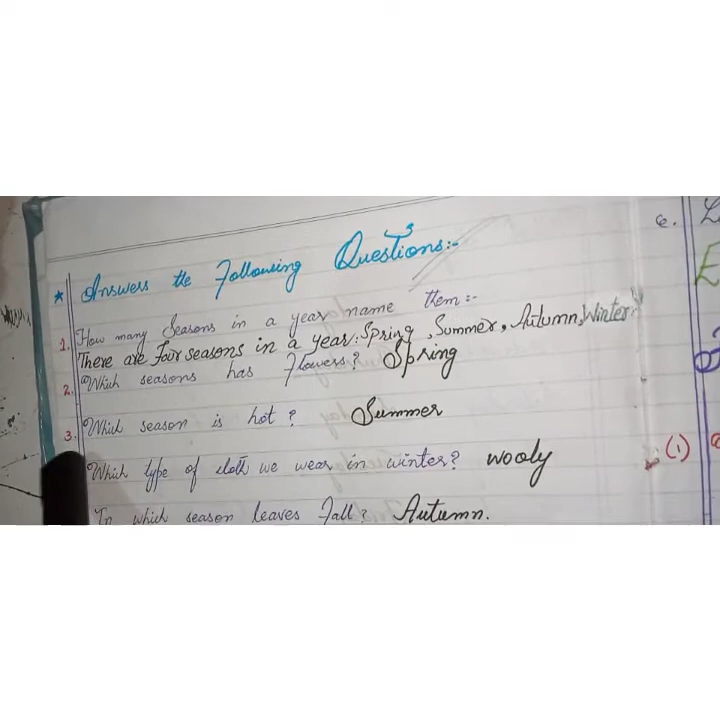 * Answers the Following Questions:-
1. How many Seasons in a year name them:-
There are Four seasons in a year. Spring, Summer, Autumn, Winter.
2. Which seasons has Flowers? Spring
3. Which season is hot? Summer
Which type of cloth we wear in winter? wooly
In which season leaves Fall? Autumn.
(1)